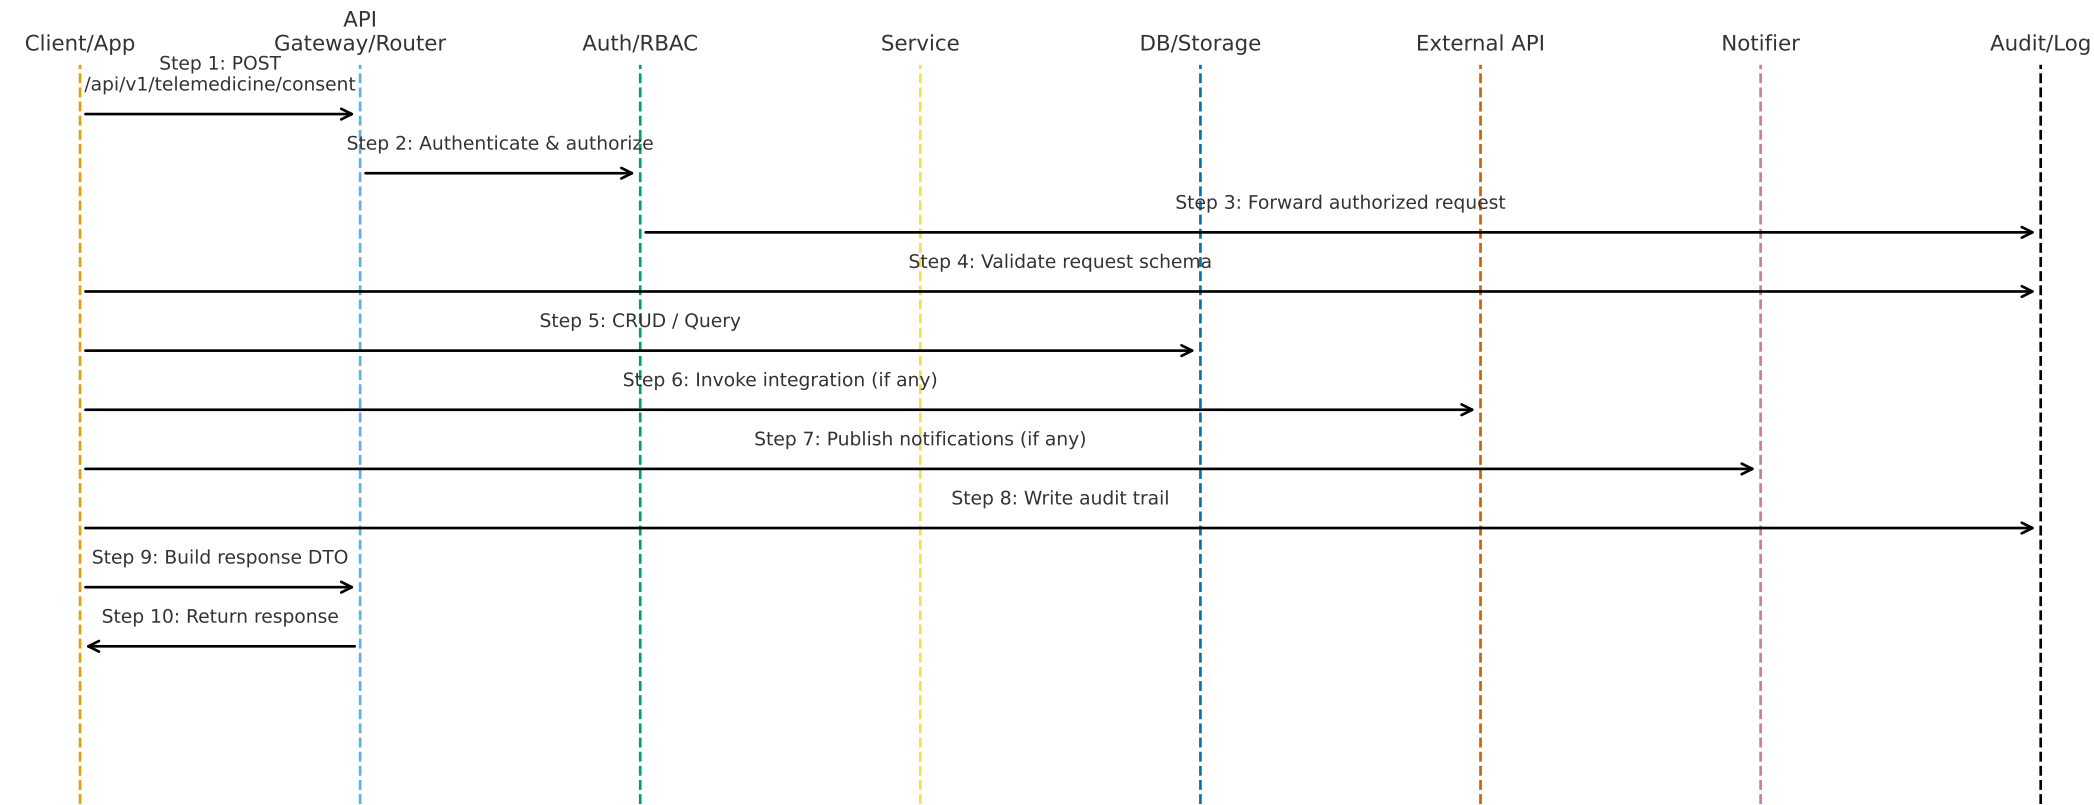 API
Client/App
Gateway/Router
Auth/RBAC
Service
DB/Storage
External API
Notifier
Audit/Log
Step 1: POST
/api/v1/telemedicine/consent
Step 2: Authenticate & authorize
Step 3: Forward authorized request
Step 4: Validate request schema
Step 5: CRUD / Query
Step 6: Invoke integration (if any)
Step 7: Publish notifications (if any)
Step 8: Write audit trail
Step 9: Build response DTO
Step 10: Return response